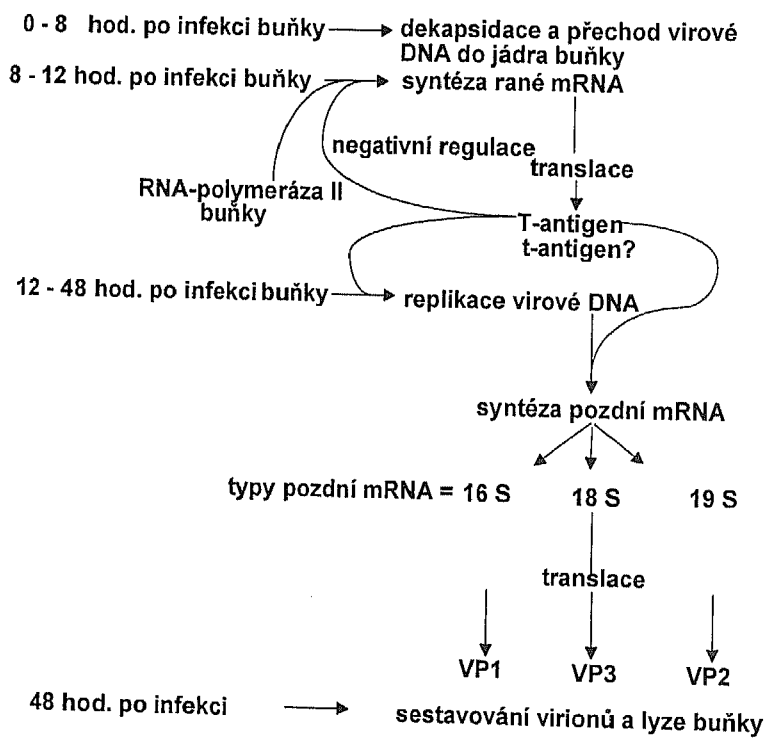 0 - 8 hod. po infekci buňky dekapsidace a přechod virové
DNA do jádra buňky
8 - 12 hod. po infekci buňky syntéza rané mRNA
negativní regulace
translace
RNA-polymeráza II
buňky
T-antigen
t-antigen?
12 - 48 hod. po infekci buňky replikace virové DNA
syntéza pozdní mRNA
typy pozdní mRNA = 16 S 18 S 19 S
translace
VP1 VP3 VP2
48 hod. po infekci sestavování virionů a lyze buňky